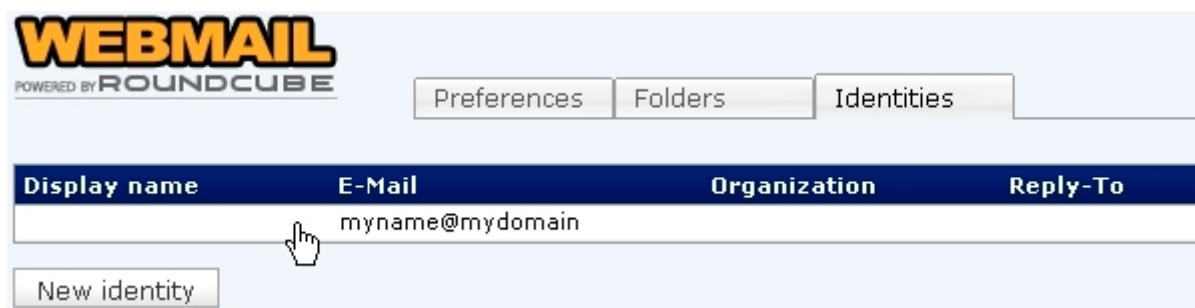 WEBMAIL
POWERED BY ROUNDCUBE
Preferences Folders Identities
Display name E-Mail Organization Reply-To
myname@mydomain
New identity